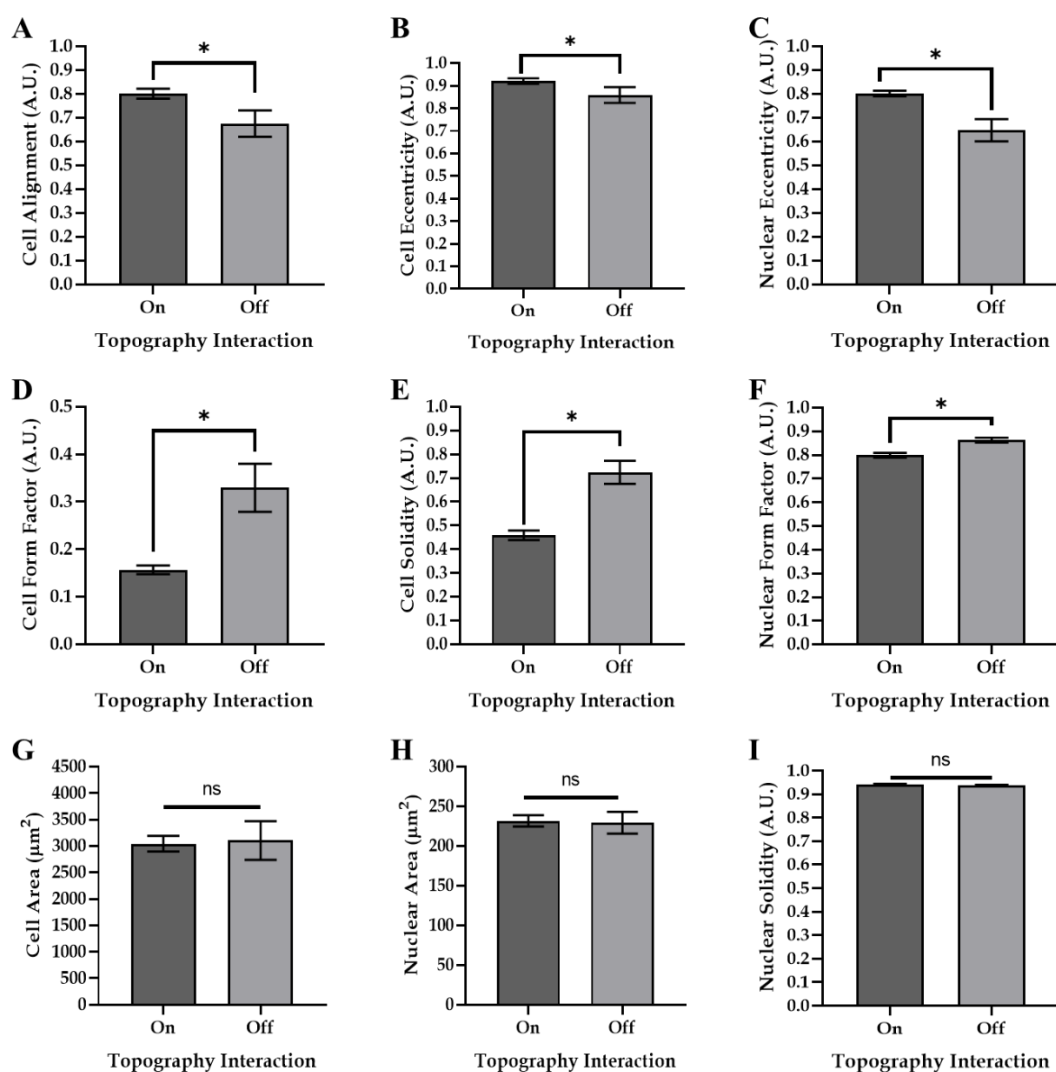 A
Cell Alignment (A.U.)
1.0
0.9
0.8
0.7
0.6
0.5
0.4
0.3
0.2
0.1
0.0
*
On Off
Topography Interaction
B
Cell Eccentricity (A.U.)
1.0
0.9
0.8
0.7
0.6
0.5
0.4
0.3
0.2
0.1
0.0
*
On Off
Topography Interaction
C
Nuclear Eccentricity (A.U.)
1.0
0.9
0.8
0.7
0.6
0.5
0.4
0.3
0.2
0.1
0.0
*
On Off
Topography Interaction
D
Cell Form Factor (A.U.)
0.5
0.4
0.3
0.2
0.1
0.0
*
On Off
Topography Interaction
E
Cell Solidity (A.U.)
1.0
0.9
0.8
0.7
0.6
0.5
0.4
0.3
0.2
0.1
0.0
*
On Off
Topography Interaction
F
Nuclear Form Factor (A.U.)
1.0
0.9
0.8
0.7
0.6
0.5
0.4
0.3
0.2
0.1
0.0
*
On Off
Topography Interaction
G
Cell Area (μm²)
4500
4000
3500
3000
2500
2000
1500
1000
500
0
ns
On Off
Topography Interaction
H
Nuclear Area (μm²)
300
250
200
150
100
50
0
ns
On Off
Topography Interaction
I
Nuclear Solidity (A.U.)
1.0
0.9
0.8
0.7
0.6
0.5
0.4
0.3
0.2
0.1
0.0
ns
On Off
Topography Interaction